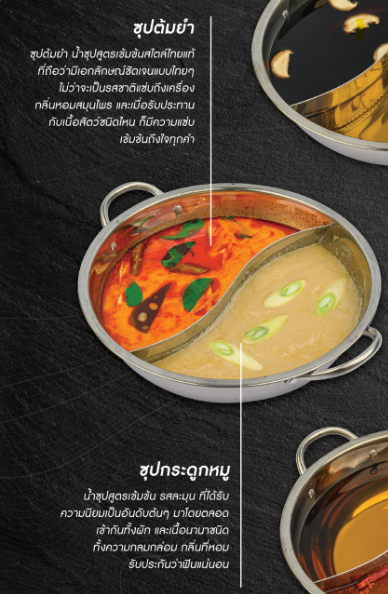 ซุปต้มยำ
ซุปต้มยำ น้ำซุปสูตรเข้มข้นสไตล์ไทยแท้
ที่ถือว่ามีเอกลักษณ์ชัดเจนแบบไทยๆ
ไม่ว่าจะเป็นรสชาติแซ่บถึงเครื่อง
กลิ่นหอมสมุนไพร และเมื่อรับประทาน
กับเนื้อสัตว์ชนิดไหน ก็มีความแซ่บ
เข้มข้นถึงใจทุกคำ
ซุปกระดูกหมู
น้ำซุปสูตรเข้มข้น รสละมุน ที่ได้รับ
ความนิยมเป็นอันดับต้นๆ มาโดยตลอด
เข้ากันทั้งผัก และเนื้อนานาชนิด
ทั้งความกลมกล่อม กลิ่นที่หอม
รับประกันว่าฟินแน่นอน